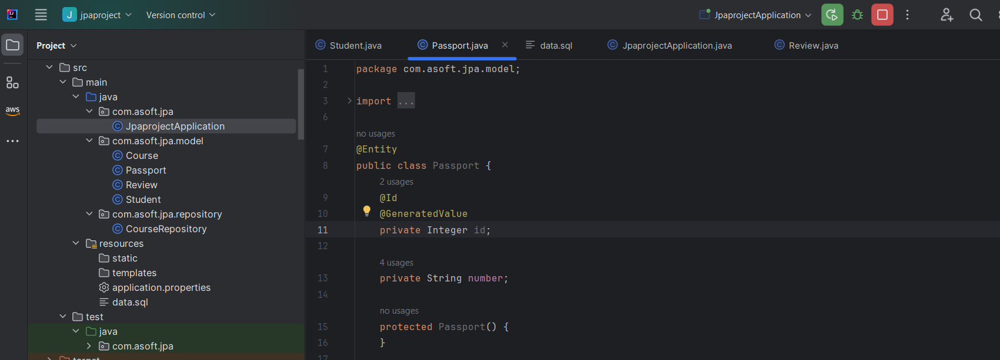 J jpaproject Version control JpaprojectApplication
Project
Student.java Passport.java data.sql JpaprojectApplication.java Review.java
aws
src
main
java
com.asoft.jpa
JpaprojectApplication
com.asoft.jpa.model
Course
Passport
Review
Student
com.asoft.jpa.repository
CourseRepository
resources
static
templates
application.properties
data.sql
test
java
com.asoft.jpa
target
1 package com.asoft.jpa.model;
2
3 import ...
6
no usages
7 @Entity
8 public class Passport {
2 usages
9 @Id
10 @GeneratedValue
11 private Integer id;
12
4 usages
13 private String number;
14
no usages
15 protected Passport() {
16 }
17